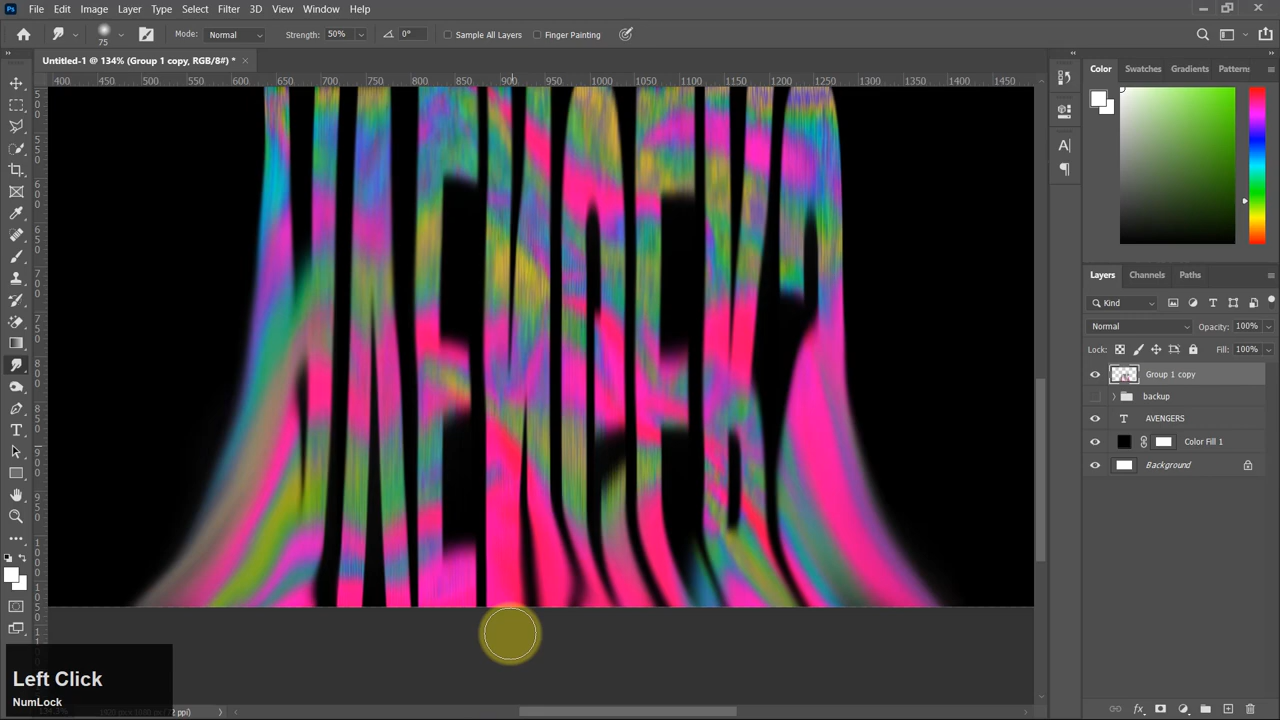 Ps File Edit Image Layer Type Select Filter 3D View Window Help
75 Mode: Normal Strength: 50% 0° Sample All Layers Finger Painting
Untitled-1 @ 134% (Group 1 copy, RGB/8#) * ×
400 450 500 550 600 650 700 750 800 850 900 950 1000 1050 1100 1150 1200 1250 1300 1350 1400 1450
Color Swatches Gradients Patterns
Layers Channels Paths
Kind
Normal Opacity: 100%
Lock: Fill: 100%
Group 1 copy
backup
T AVENGERS
Color Fill 1
Background
Left Click
NumLock